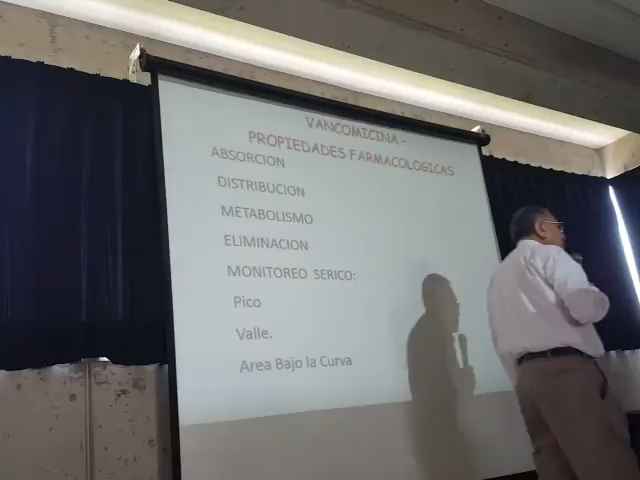 VANCOMICINA -
PROPIEDADES FARMACOLOGICAS
ABSORCION
DISTRIBUCION
METABOLISMO
ELIMINACION
MONITOREO SERICO:
Pico
Valle.
Area Bajo la Curva